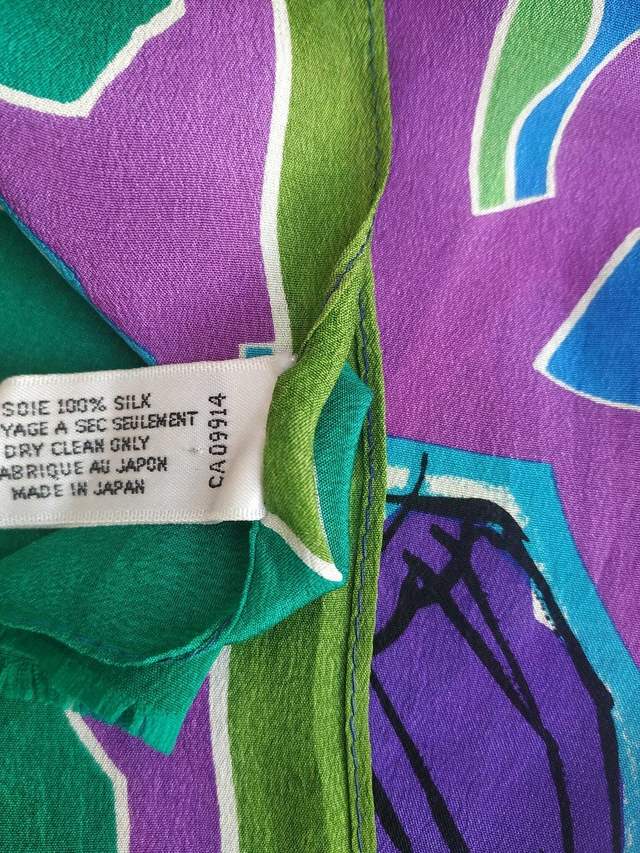 SOIE 100% SILK
YAGE A SEC SEULEMENT
DRY CLEAN ONLY
ABRIQUE AU JAPON
MADE IN JAPAN
CA09914